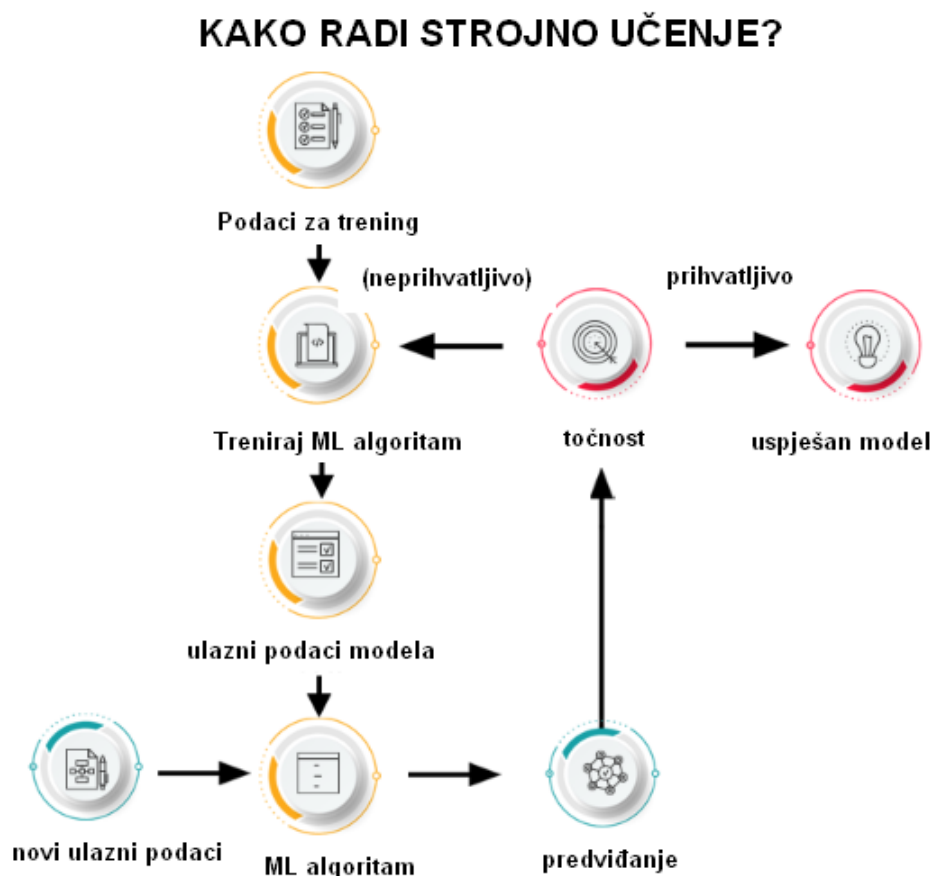 KAKO RADI STROJNO UČENJE?
Podaci za trening
(neprihvatljivo)
prihvatljivo
</>
Treniraj ML algoritam
točnost
uspješan model
ulazni podaci modela
novi ulazni podaci
ML algoritam
predviđanje